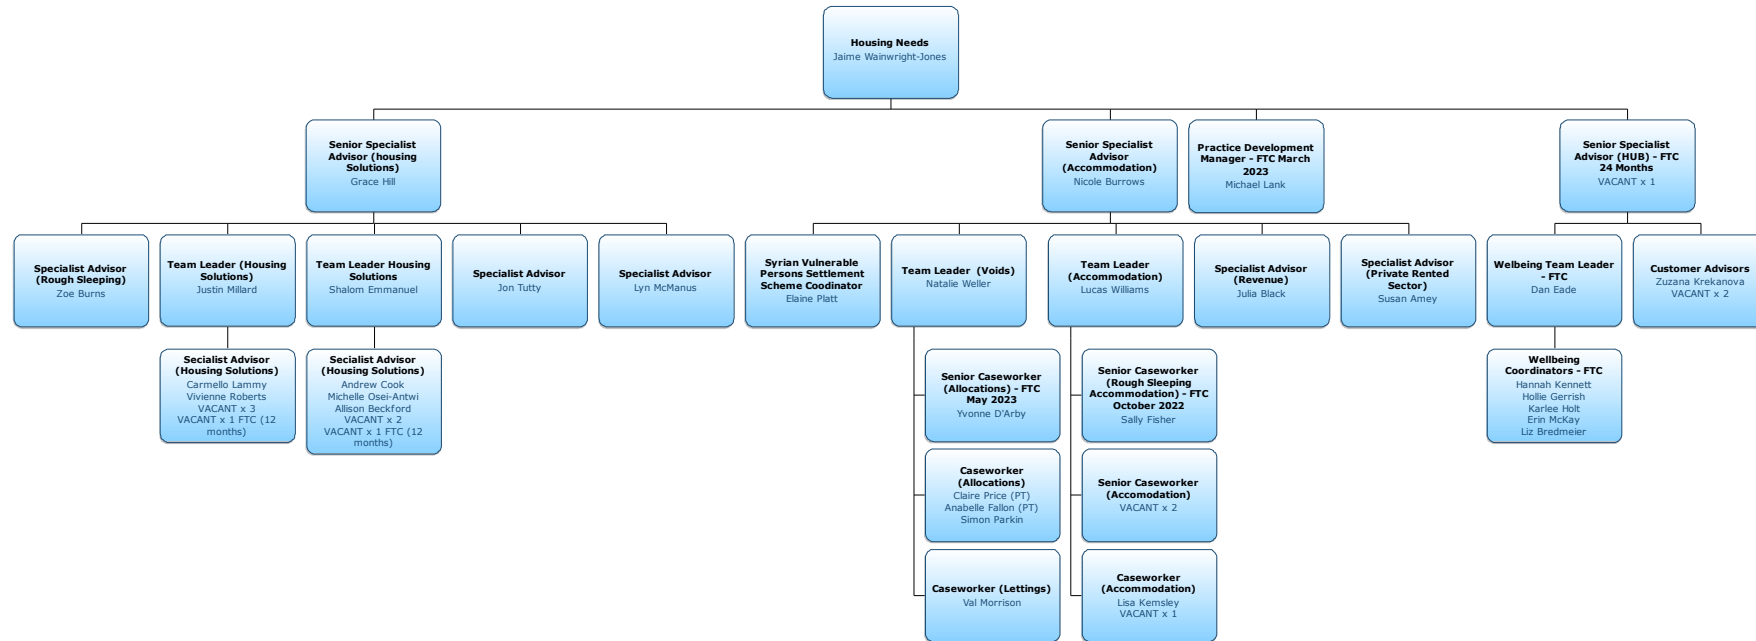 Housing Needs
Jaime Wainwright-Jones
Senior Specialist
Advisor (housing
Solutions)
Grace Hill
Senior Specialist
Advisor
(Accommodation)
Nicole Burrows
Practice Development
Manager - FTC March
2023
Michael Lank
Senior Specialist
Advisor (HUB) - FTC
24 Months
VACANT x 1
Specialist Advisor
(Rough Sleeping)
Zoe Burns
Team Leader (Housing
Solutions)
Justin Millard
Team Leader Housing
Solutions
Shalom Emmanuel
Specialist Advisor
Jon Tutty
Specialist Advisor
Lyn McManus
Syrian Vulnerable
Persons Settlement
Scheme Coodinator
Elaine Platt
Team Leader (Voids)
Natalie Weller
Team Leader
(Accommodation)
Lucas Williams
Specialist Advisor
(Revenue)
Julia Black
Specialist Advisor
(Private Rented
Sector)
Susan Amey
Welbeing Team Leader
- FTC
Dan Eade
Customer Advisors
Zuzana Krekanova
VACANT x 2
Secialist Advisor
(Housing Solutions)
Carmello Lammy
Vivienne Roberts
VACANT x 3
VACANT x 1 FTC (12
months)
Secialist Advisor
(Housing Solutions)
Andrew Cook
Michelle Osei-Antwi
Allison Beckford
VACANT x 2
VACANT x 1 FTC (12
months)
Senior Caseworker
(Allocations) - FTC
May 2023
Yvonne D'Arby
Senior Caseworker
(Rough Sleeping
Accommodation) - FTC
October 2022
Sally Fisher
Wellbeing
Coordinators - FTC
Hannah Kennett
Hollie Gerrish
Karlee Holt
Erin McKay
Liz Bredmeier
Caseworker
(Allocations)
Claire Price (PT)
Anabelle Fallon (PT)
Simon Parkin
Senior Caseworker
(Accomodation)
VACANT x 2
Caseworker (Lettings)
Val Morrison
Caseworker
(Accommodation)
Lisa Kemsley
VACANT x 1